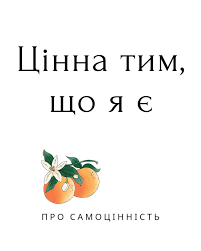 Цінна тим,
що я є
ПРО САМОЦІННІСТЬ